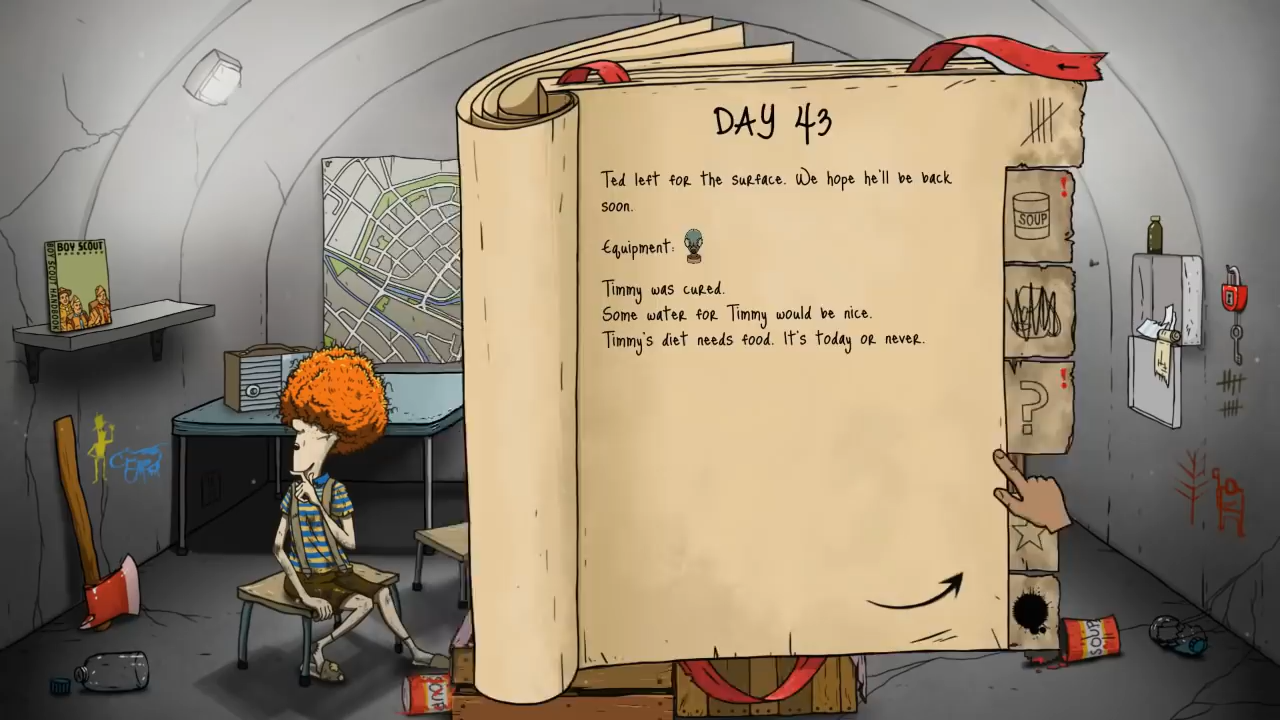 DAY 43
Ted left for the surface. We hope he'll be back
soon.
Equipment:
Timmy was cured.
Some water for Timmy would be nice.
Timmy's diet needs food. It's today or never.
SOUP
?
BOY SCOUT
BOY SCOUT HANDBOOK
SOUP
SOUP